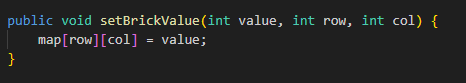 public void setBrickValue(int value, int row, int col) {
    map[row][col] = value;
}